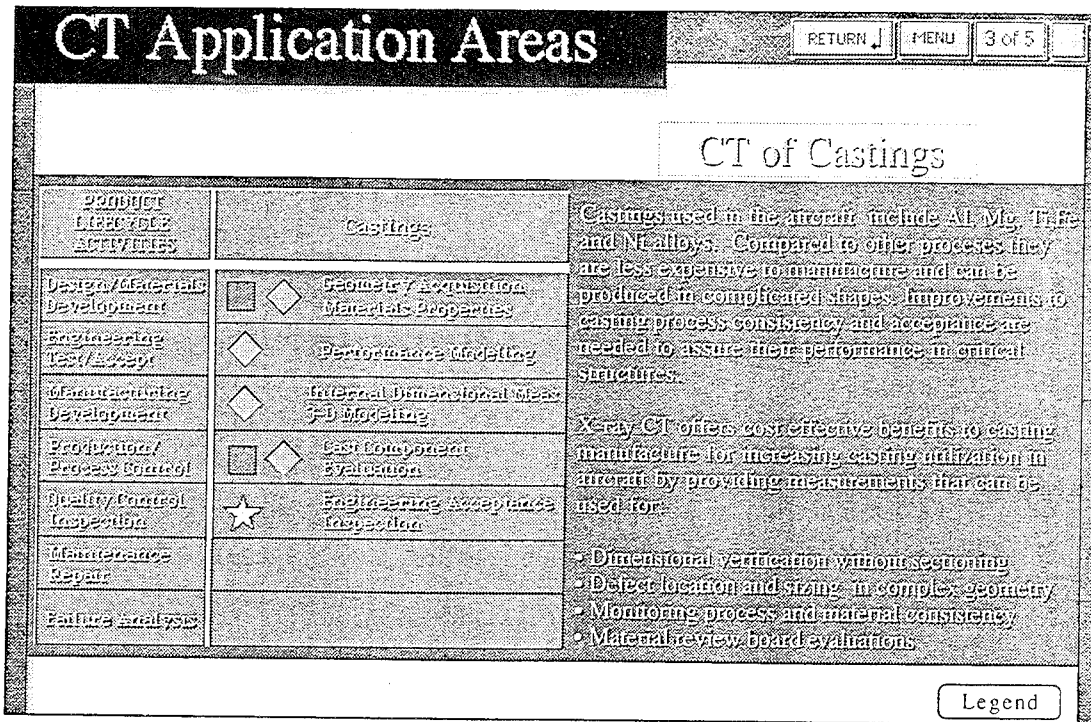 CT Application Areas
RETURN
MENU
3 of 5
CT of Castings
PRODUCT
LIFECYCLE
ACTIVITIES
Castings
Design/Materials
Development
Geometry Acquisition
Materials Properties
Engineering
Test/Accept
Performance Modeling
Manufacturing
Development
Internal Dimensional Meas
3-D Modeling
Production/
Process Control
Cast Component
Evaluation
Quality Control
Inspection
Engineering Acceptance
Inspection
Maintenance
Repair
Failure Analysis
Castings used in the aircraft include Al, Mg, Ti, Fe
and Ni alloys. Compared to other proceses they
are less expensive to manufacture and can be
produced in complicated shapes. Improvements to
casting process consistency and acceptance are
needed to assure their performance in critical
structures.
X-ray CT offers cost effective benefits to casting
manufacture for increasing casting utilization in
aircraft by providing measurements that can be
used for:
• Dimensional verification without sectioning
• Defect location and sizing in complex geometry
• Monitoring process and material consistency
• Material review board evaluations
Legend